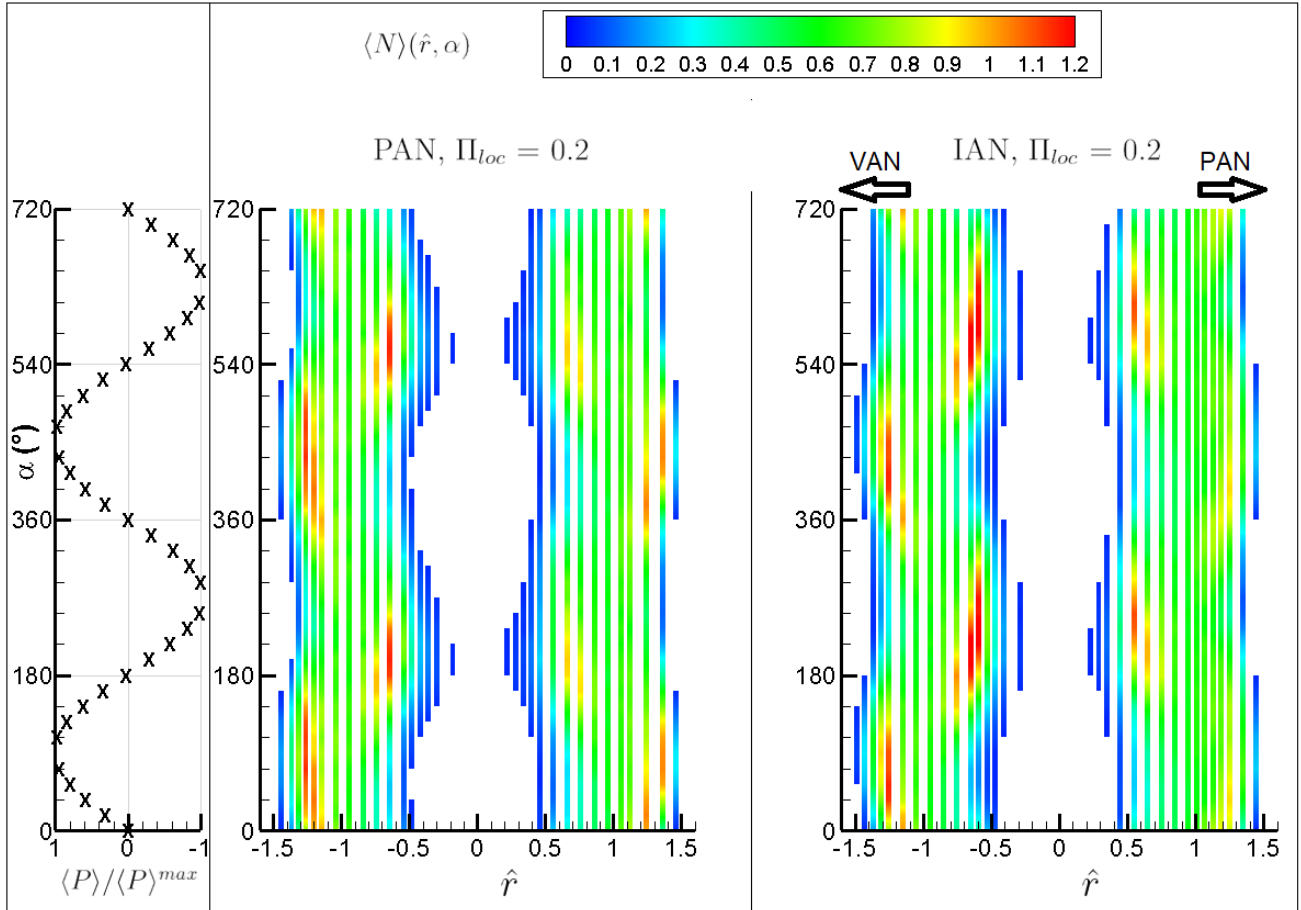 ⟨N⟩(r̂, α)
0 0.1 0.2 0.3 0.4 0.5 0.6 0.7 0.8 0.9 1 1.1 1.2
PAN, Π_loc = 0.2
IAN, Π_loc = 0.2
VAN
PAN
720
540
360
180
0
α (°)
1 0 -1
⟨P⟩/⟨P⟩^max
720
540
360
180
0
-1.5 -1 -0.5 0 0.5 1 1.5
r̂
720
540
360
180
0
-1.5 -1 -0.5 0 0.5 1 1.5
r̂